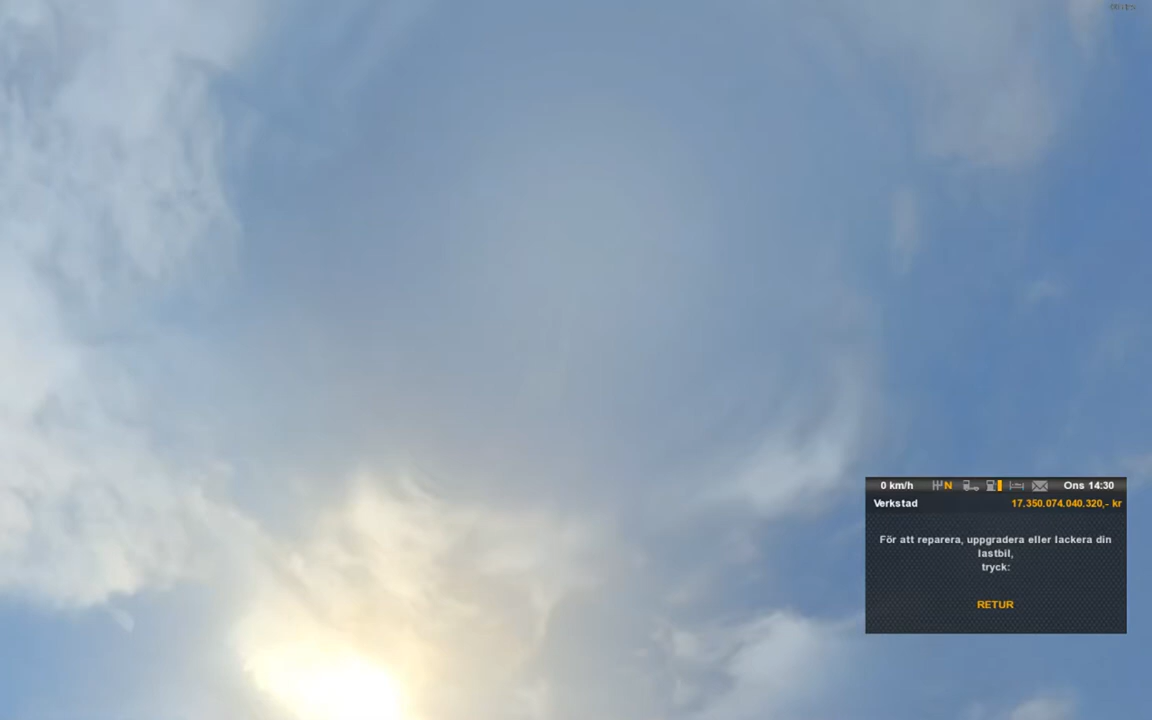 0 km/h N Ons 14:30
Verkstad 17.350.074.040.320,- kr
För att reparera, uppgradera eller lackera din
lastbil,
tryck:
RETUR